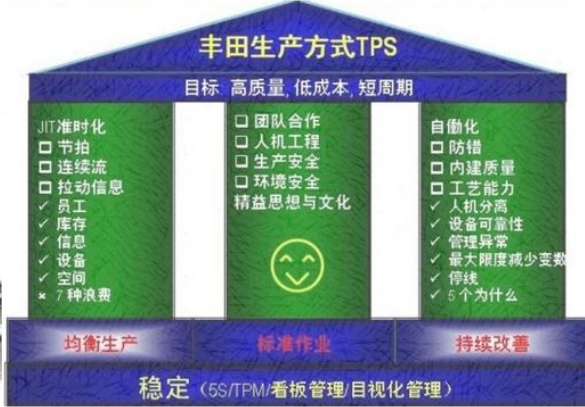 丰田生产方式TPS
目标: 高质量, 低成本, 短周期
JIT准时化
□ 节拍
□ 连续流
□ 拉动信息
✓ 员工
✓ 库存
✓ 信息
✓ 设备
✓ 空间
× 7种浪费
□ 团队合作
□ 人机工程
□ 生产安全
□ 环境安全
精益思想与文化
自働化
□ 防错
□ 内建质量
□ 工艺能力
✓ 人机分离
✓ 设备可靠性
✓ 管理异常
✓ 最大限度减少变数
✓ 停线
✓ 5个为什么
均衡生产
标准作业
持续改善
稳定（5S/TPM/看板管理/目视化管理）